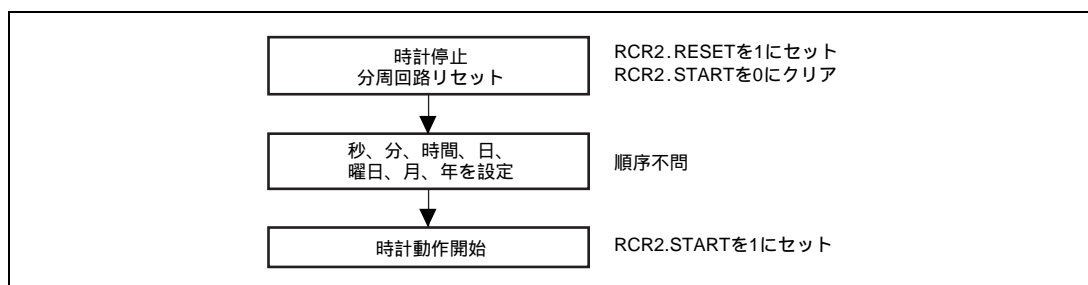 時計停止
分周回路リセット
RCR2.RESETを1にセット
RCR2.STARTを0にクリア
秒、分、時間、日、
曜日、月、年を設定
順序不問
時計動作開始
RCR2.STARTを1にセット